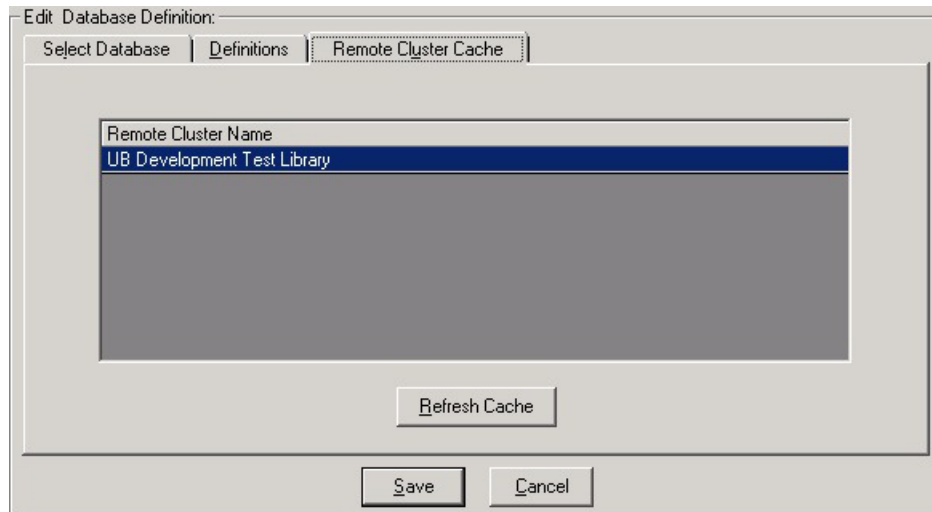 Edit Database Definition:
Select Database Definitions Remote Cluster Cache
Remote Cluster Name
UB Development Test Library
Refresh Cache
Save Cancel